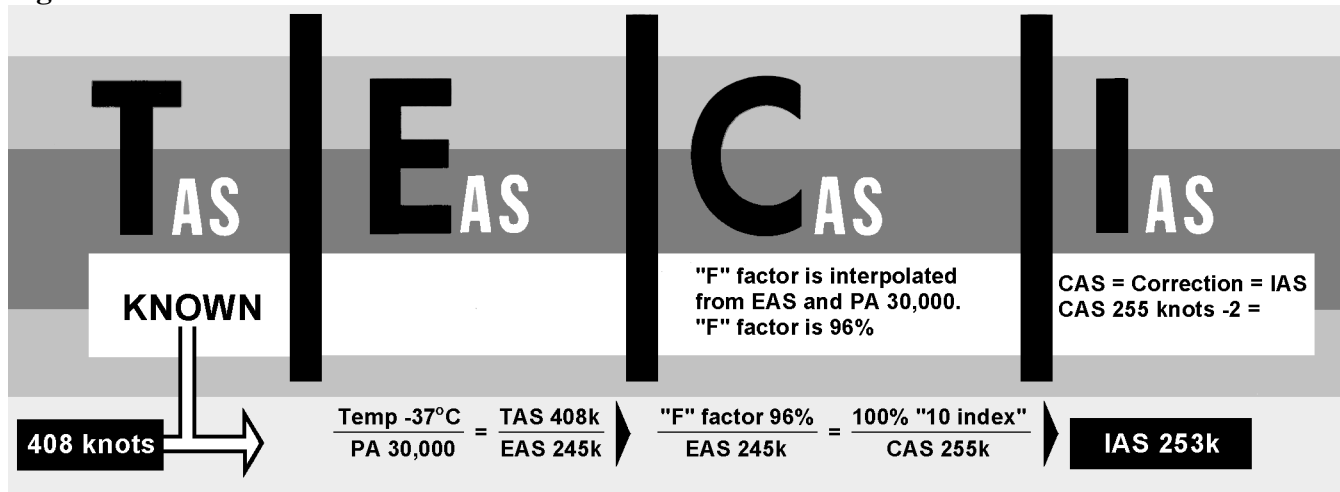 TAS
EAS
CAS
IAS
KNOWN
"F" factor is interpolated
from EAS and PA 30,000.
"F" factor is 96%
CAS = Correction = IAS
CAS 255 knots -2 =
408 knots
Temp -37°C
PA 30,000
=
TAS 408k
EAS 245k
"F" factor 96%
EAS 245k
=
100% "10 index"
CAS 255k
IAS 253k